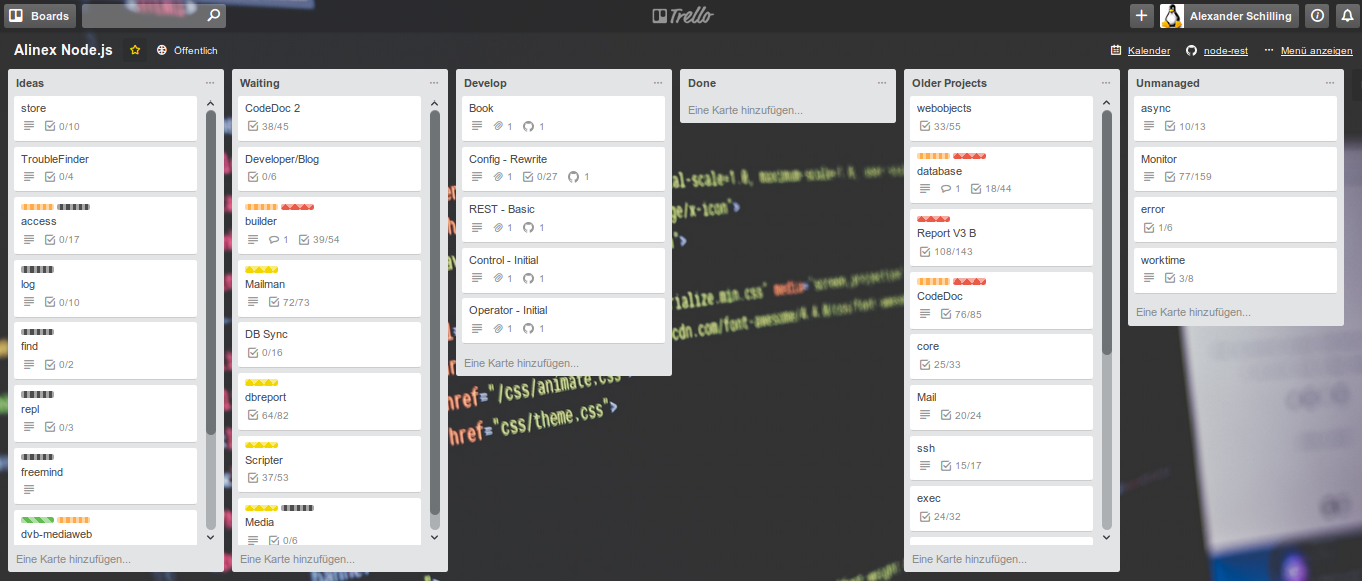 Boards
Trello
Alexander Schilling
Alinex Node.js
Öffentlich
Kalender
node-rest
Menü anzeigen
Ideas
store
0/10
TroubleFinder
0/4
access
0/17
log
0/10
find
0/2
repl
0/3
freemind
dvb-mediaweb
Eine Karte hinzufügen...
Waiting
CodeDoc 2
38/45
Developer/Blog
0/6
builder
1 39/54
Mailman
72/73
DB Sync
0/16
dbreport
64/82
Scripter
37/53
Media
0/6
Eine Karte hinzufügen...
Develop
Book
1 1
Config - Rewrite
1 0/27 1
REST - Basic
1 1
Control - Initial
1 1
Operator - Initial
1 1
Eine Karte hinzufügen...
Done
Eine Karte hinzufügen...
Older Projects
webobjects
33/55
database
1 18/44
Report V3 B
108/143
CodeDoc
76/85
core
25/33
Mail
20/24
ssh
15/17
exec
24/32
Eine Karte hinzufügen...
Unmanaged
async
10/13
Monitor
77/159
error
1/6
worktime
3/8
Eine Karte hinzufügen...
al-scale=1.0, maximum-scale=1.0,
ge/x-icon">
">
rialize.min.css" media="screen,projection"
cdn.com/font-awesome/4.
href="/css/animate.css"
href="css/theme.css">